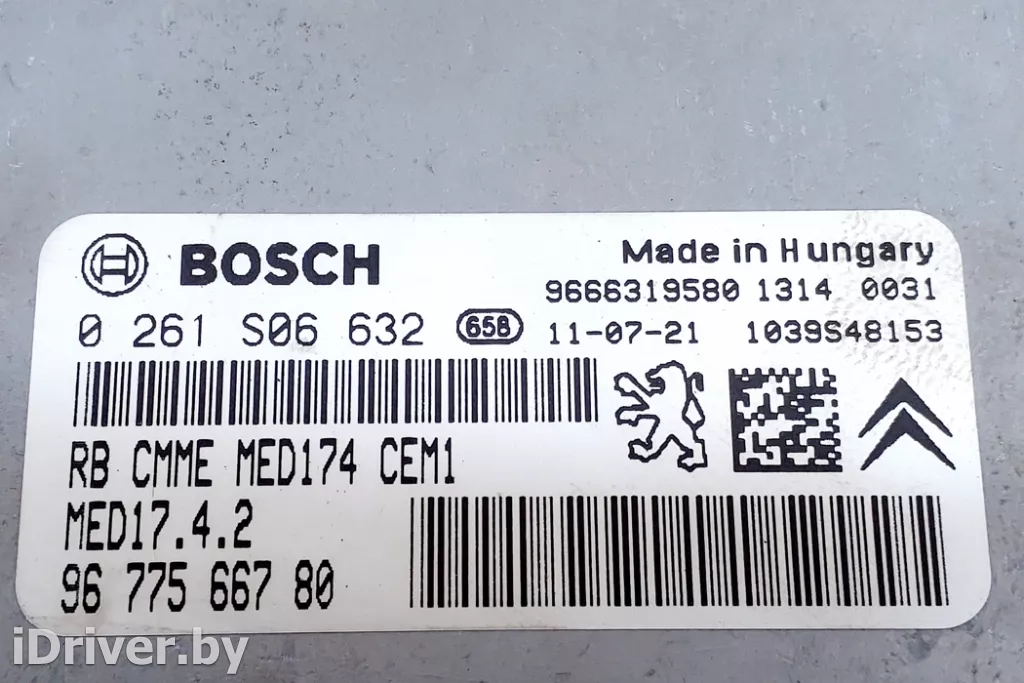 BOSCH
Made in Hungary
9666319580 1314 0031
0 261 S06 632 658 11-07-21 1039S48153
RB CMME MED174 CEM1
MED17.4.2
96 775 667 80
iDriver.by